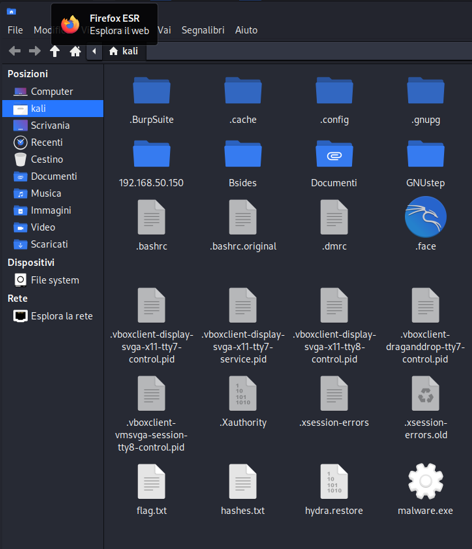 Firefox ESR
Esplora il web
File Mod Vai Segnalibri Aiuto
kali
Posizioni
Computer
kali
Scrivania
Recenti
Cestino
Documenti
Musica
Immagini
Video
Scaricati
Dispositivi
File system
Rete
Esplora la rete
.BurpSuite .cache .config .gnupg
192.168.50.150 Bsides Documenti GNUstep
.bashrc .bashrc.original .dmrc .face
.vboxclient-display-svga-x11-tty7-control.pid
.vboxclient-display-svga-x11-tty7-service.pid
.vboxclient-display-svga-x11-tty8-control.pid
.vboxclient-draganddrop-tty7-control.pid
.vboxclient-vmsvga-session-tty8-control.pid
.Xauthority
.xsession-errors
.xsession-errors.old
flag.txt hashes.txt hydra.restore malware.exe